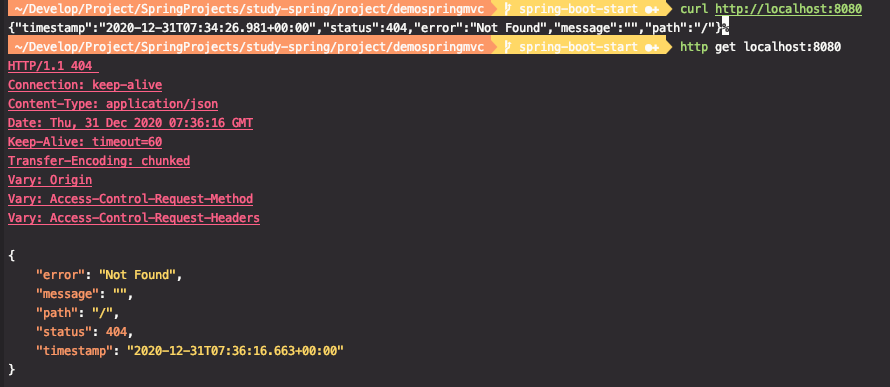 ~/Develop/Project/SpringProjects/study-spring/project/demospringmvc spring-boot-start ●+ curl http://localhost:8080
{"timestamp":"2020-12-31T07:34:26.981+00:00","status":404,"error":"Not Found","message":"","path":"/"}%
~/Develop/Project/SpringProjects/study-spring/project/demospringmvc spring-boot-start ●+ http get localhost:8080
HTTP/1.1 404
Connection: keep-alive
Content-Type: application/json
Date: Thu, 31 Dec 2020 07:36:16 GMT
Keep-Alive: timeout=60
Transfer-Encoding: chunked
Vary: Origin
Vary: Access-Control-Request-Method
Vary: Access-Control-Request-Headers
{
"error": "Not Found",
"message": "",
"path": "/",
"status": 404,
"timestamp": "2020-12-31T07:36:16.663+00:00"
}